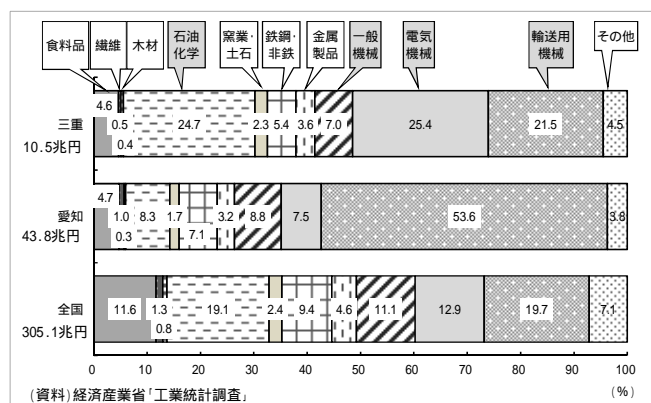 食料品 繊維 木材 石油化学 窯業・土石 鉄鋼・非鉄 金属製品 一般機械 電気機械 輸送用機械 その他
4.6
三重 0.5 24.7 2.3 5.4 3.6 7.0 25.4 21.5 4.5
10.5兆円 0.4
4.7
愛知 1.0 8.3 1.7 3.2 8.8 7.5 53.6 3.8
43.8兆円 0.3 7.1
全国 11.6 1.3 19.1 2.4 9.4 4.6 11.1 12.9 19.7 7.1
305.1兆円 0.8
0 10 20 30 40 50 60 70 80 90 100
(資料)経済産業省「工業統計調査」 (%)